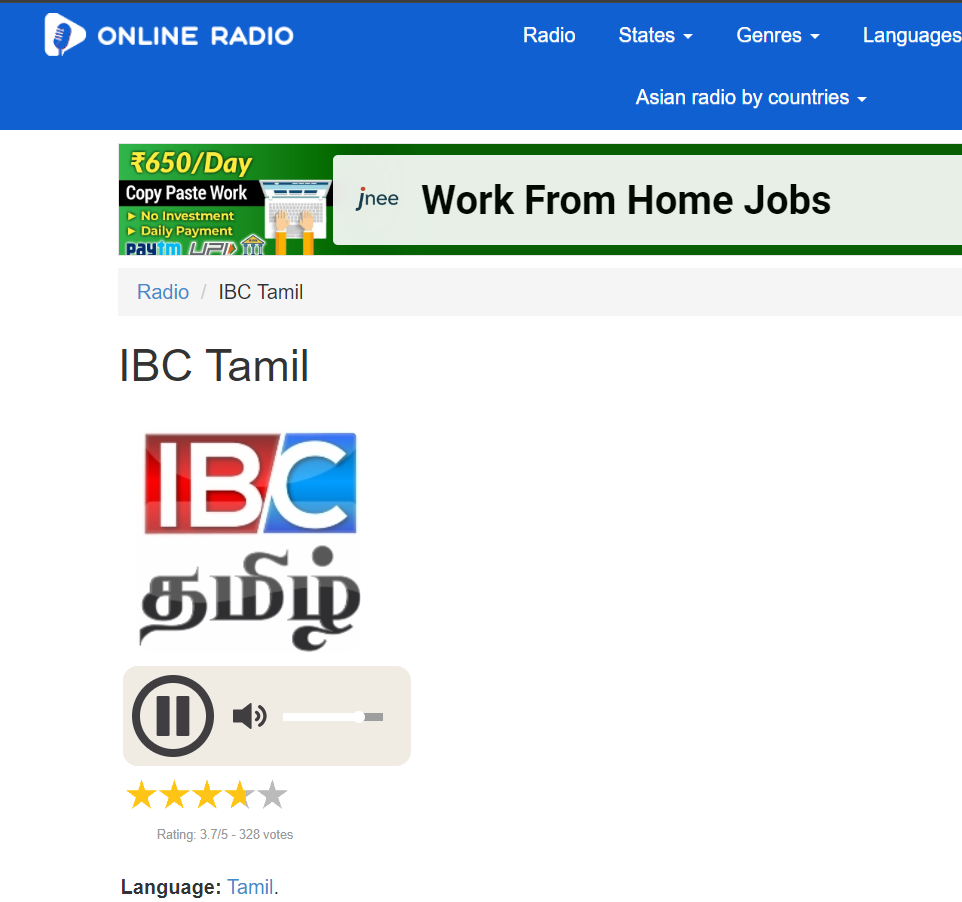 ONLINE RADIO
Radio States Genres Languages
Asian radio by countries
₹650/Day
Copy Paste Work
► No Investment
► Daily Payment
Paytm UPI
jnee
Work From Home Jobs
Radio / IBC Tamil
IBC Tamil
IBC
தமிழ்
Rating: 3.7/5 - 328 votes
Language: Tamil.